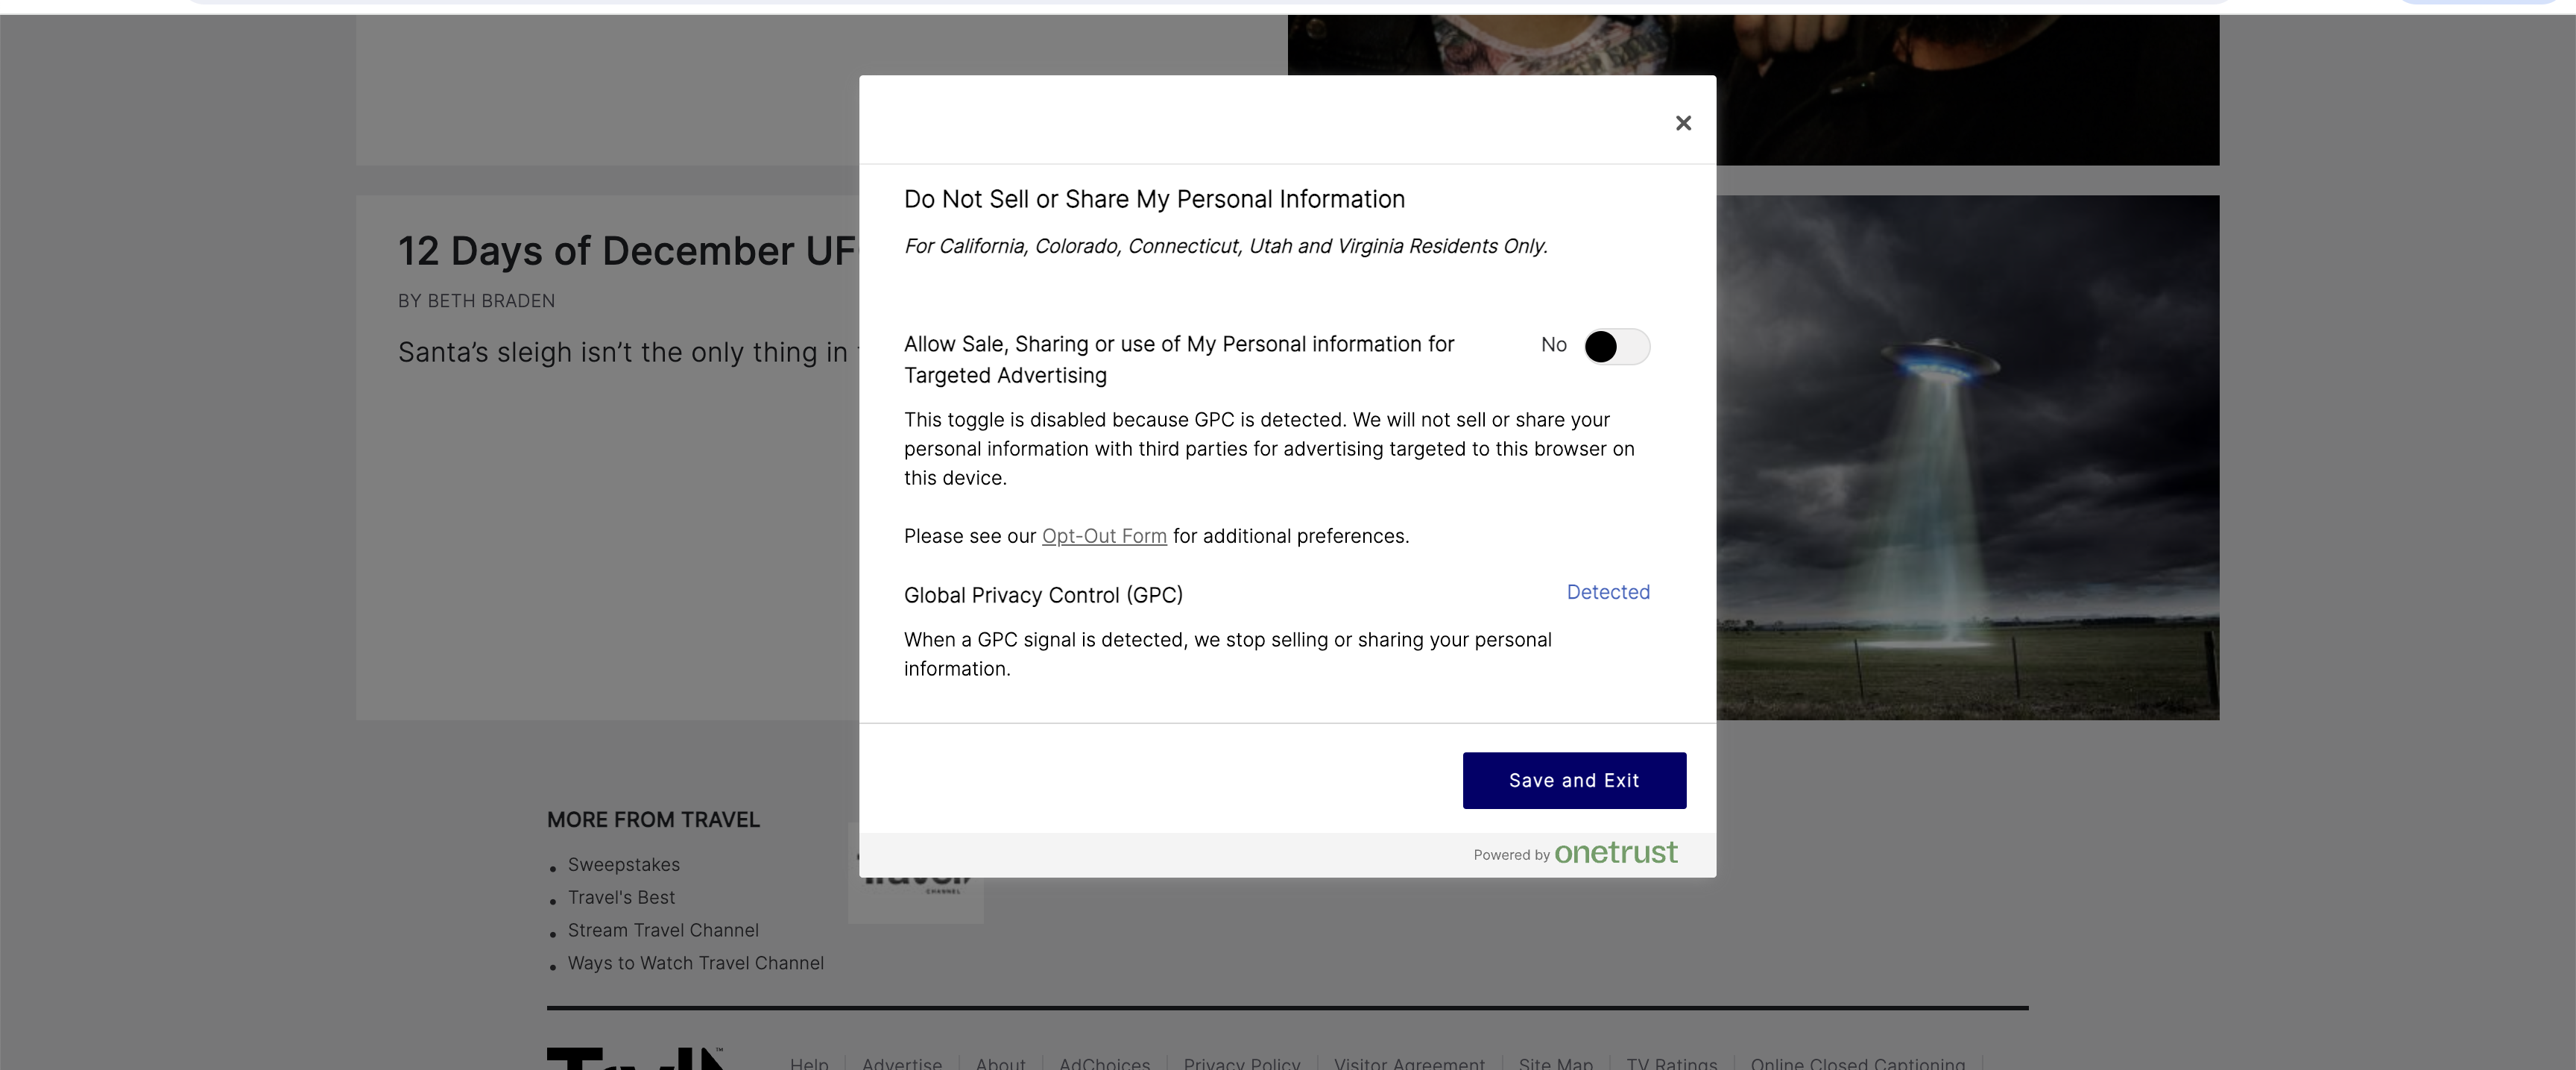 Do Not Sell or Share My Personal Information
For California, Colorado, Connecticut, Utah and Virginia Residents Only.
Allow Sale, Sharing or use of My Personal information for
Targeted Advertising
No
This toggle is disabled because GPC is detected. We will not sell or share your
personal information with third parties for advertising targeted to this browser on
this device.
Please see our Opt-Out Form for additional preferences.
Global Privacy Control (GPC)
Detected
When a GPC signal is detected, we stop selling or sharing your personal
information.
Save and Exit
Powered by onetrust
12 Days of December
BY BETH BRADEN
Santa’s sleigh isn’t the only thing in
MORE FROM TRAVEL
Sweepstakes
Travel's Best
Stream Travel Channel
Ways to Watch Travel Channel
CHANNEL
Help
Advertise
About
AdChoices
Privacy Policy
Visitor Agreement
Site Map
TV Ratings
Online Closed Captioning